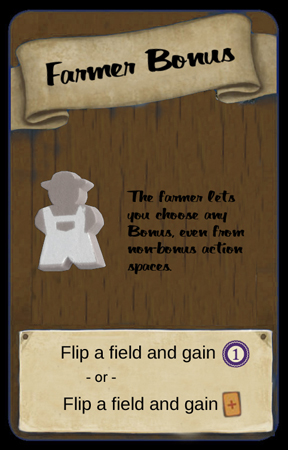 Farmer Bonus
The farmer lets
you choose any
Bonus, even from
non-bonus action
spaces.
Flip a field and gain 1
- or -
Flip a field and gain +